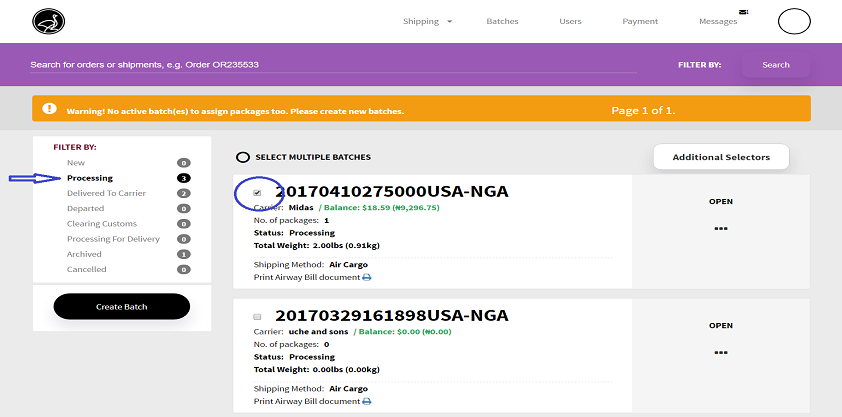 Shipping Batches Users Payment Messages
Search for orders or shipments, e.g. Order OR235533 FILTER BY: Search
Warning! No active batch(es) to assign packages too. Please create new batches. Page 1 of 1.
FILTER BY:
New 0
Processing 3
Delivered To Carrier 2
Departed 0
Clearing Customs 0
Processing For Delivery 0
Archived 1
Cancelled 0
Create Batch
SELECT MULTIPLE BATCHES Additional Selectors
20170410275000USA-NGA
Carrier: Midas / Balance: $18.59 (₦9,296.75)
No. of packages: 1
Status: Processing
Total Weight: 2.00lbs (0.91kg)
Shipping Method: Air Cargo
Print Airway Bill document
OPEN
20170329161898USA-NGA
Carrier: uche and sons / Balance: $0.00 (₦0.00)
No. of packages: 0
Status: Processing
Total Weight: 0.00lbs (0.00kg)
Shipping Method: Air Cargo
Print Airway Bill document
OPEN